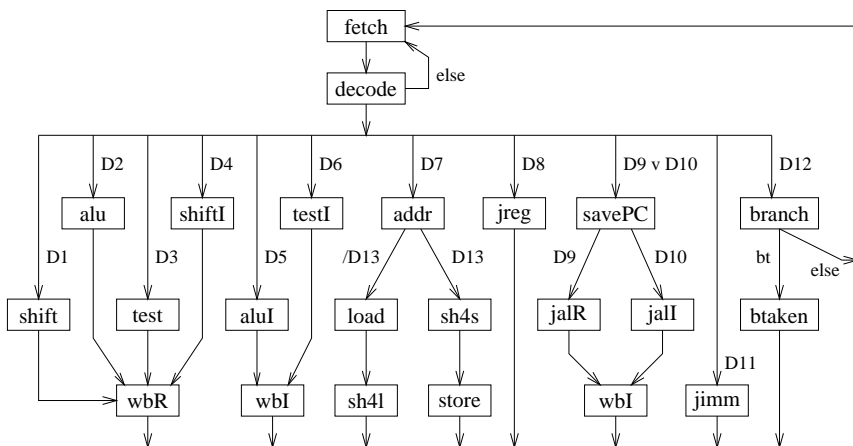 fetch
else
decode
D2
D4
D6
D7
D8
D9 v D10
D12
alu
shiftI
testI
addr
jreg
savePC
branch
D1
D3
D5
/D13
D13
D9
D10
bt
else
shift
test
aluI
load
sh4s
jalR
jalI
btaken
D11
wbR
wbI
sh4l
store
wbI
jimm